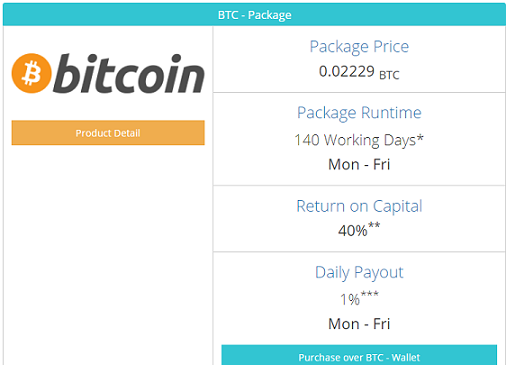 BTC - Package
bitcoin
Product Detail
Package Price
0.02229 BTC
Package Runtime
140 Working Days*
Mon - Fri
Return on Capital
40%**
Daily Payout
1%***
Mon - Fri
Purchase over BTC - Wallet